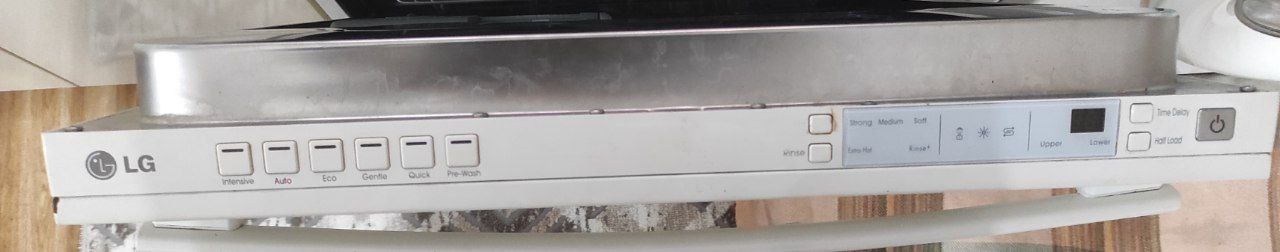 LG
Intensive
Auto
Eco
Gentle
Quick
Pre-Wash
Rinse
Strong Medium Soft
Extra Hot Rinse+
Upper Lower
Time Delay
Half Load